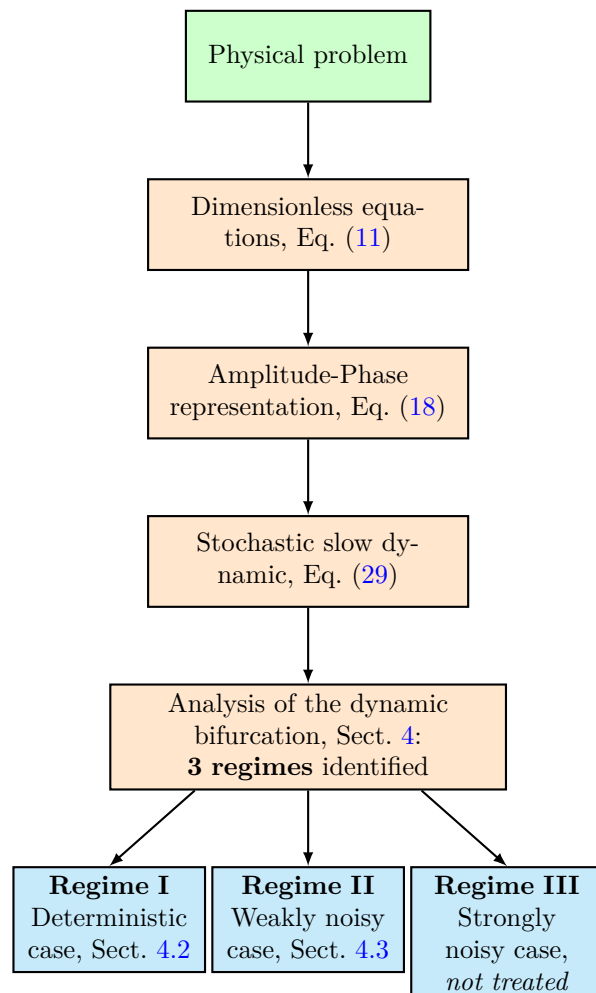 Physical problem
Dimensionless equa-
tions, Eq. (11)
Amplitude-Phase
representation, Eq. (18)
Stochastic slow dy-
namic, Eq. (29)
Analysis of the dynamic
bifurcation, Sect. 4:
3 regimes identified
Regime I
Deterministic
case, Sect. 4.2
Regime II
Weakly noisy
case, Sect. 4.3
Regime III
Strongly
noisy case,
not treated